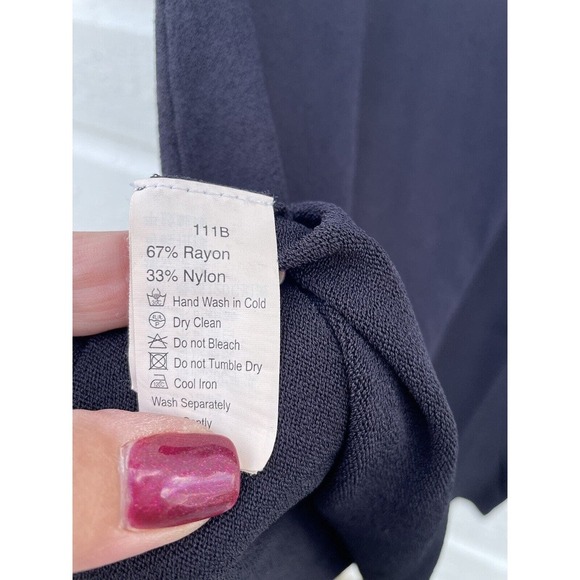 111B
67% Rayon
33% Nylon
Hand Wash in Cold
Dry Clean
Do not Bleach
Do not Tumble Dry
Cool Iron
Wash Separately